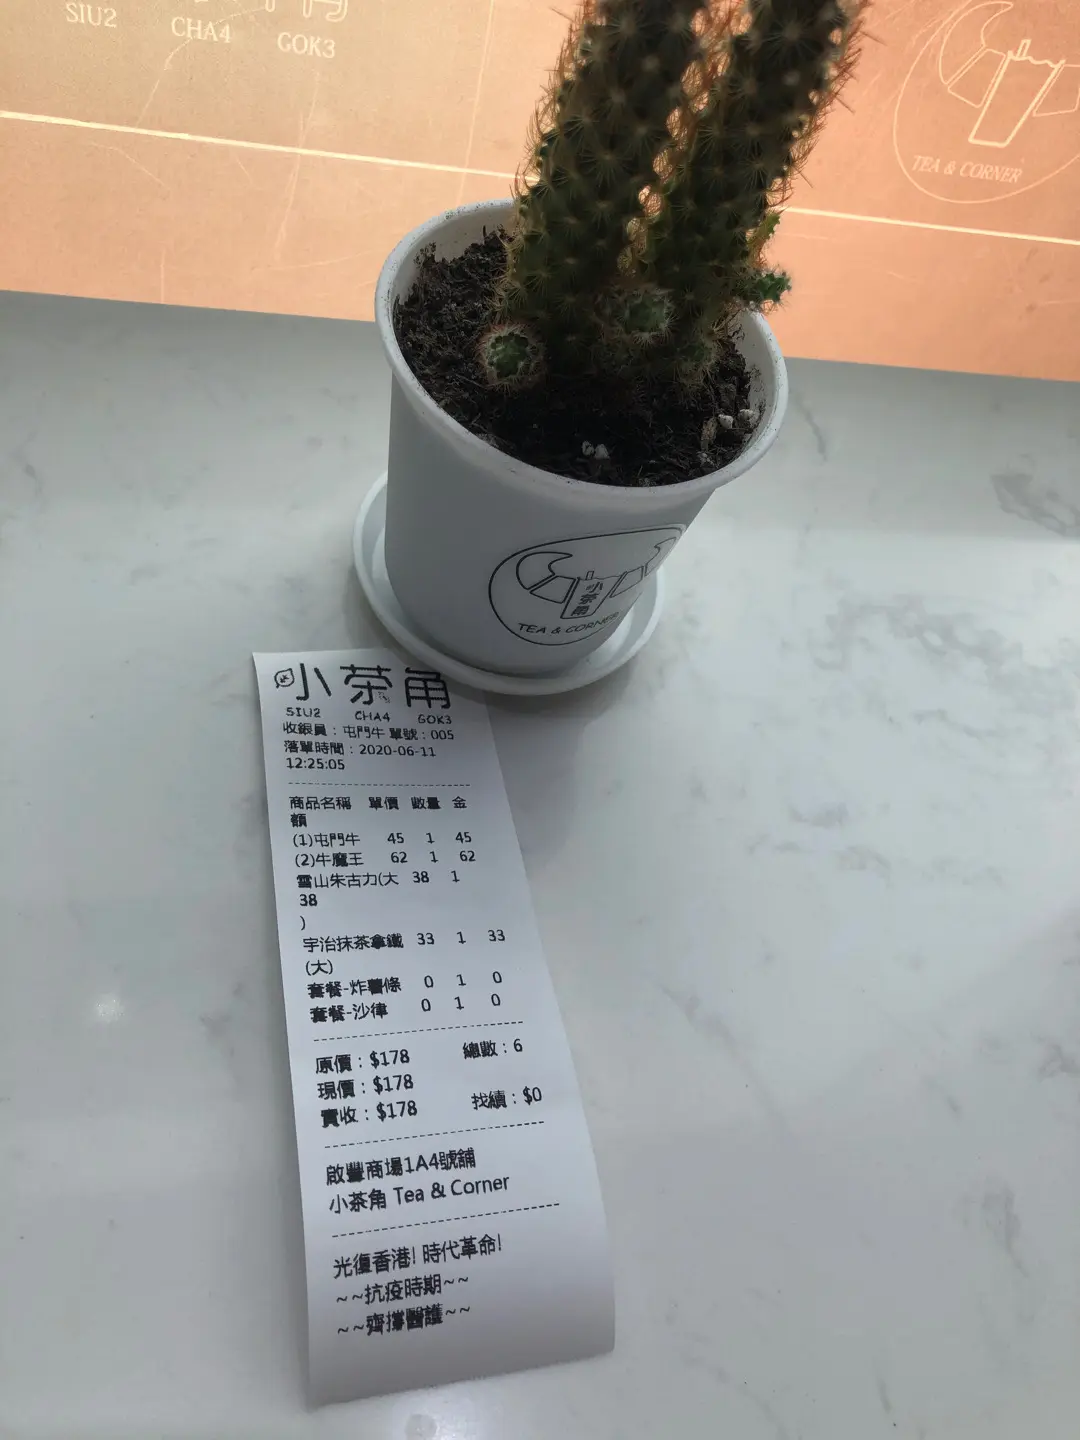 SIU2 CHA4 GOK3
TEA & CORNER
小茶角
TEA & CORNER
小茶角
SIU2 CHA4 GOK3
收銀員：屯門牛 單號：005
落單時間：2020-06-11
12:25:05
商品名稱 單價 數量 金
額
(1)屯門牛 45 1 45
(2)牛魔王 62 1 62
雪山朱古力(大 38 1
38
)
宇治抹茶拿鐵 33 1 33
(大)
套餐-炸薯條 0 1 0
套餐-沙律 0 1 0
原價：$178 總數：6
現價：$178
實收：$178 找續：$0
啟豐商場1A4號舖
小茶角 Tea & Corner
光復香港! 時代革命!
~~抗疫時期~~
~~齊撐醫護~~